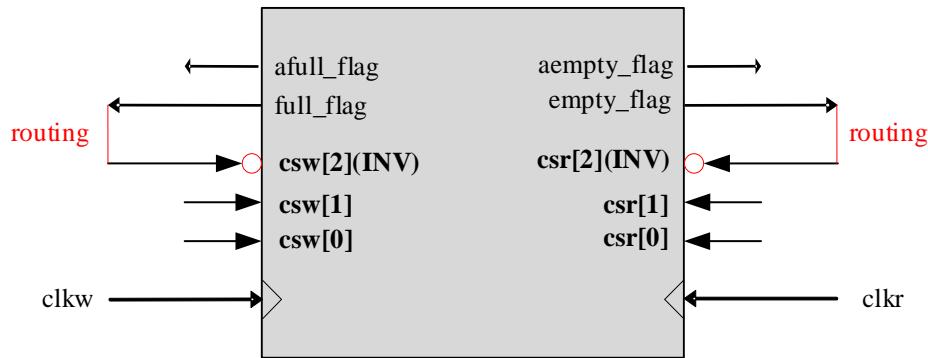 afull_flag
aempty_flag
full_flag
empty_flag
routing
routing
csw[2](INV)
csr[2](INV)
csw[1]
csr[1]
csw[0]
csr[0]
clkw
clkr